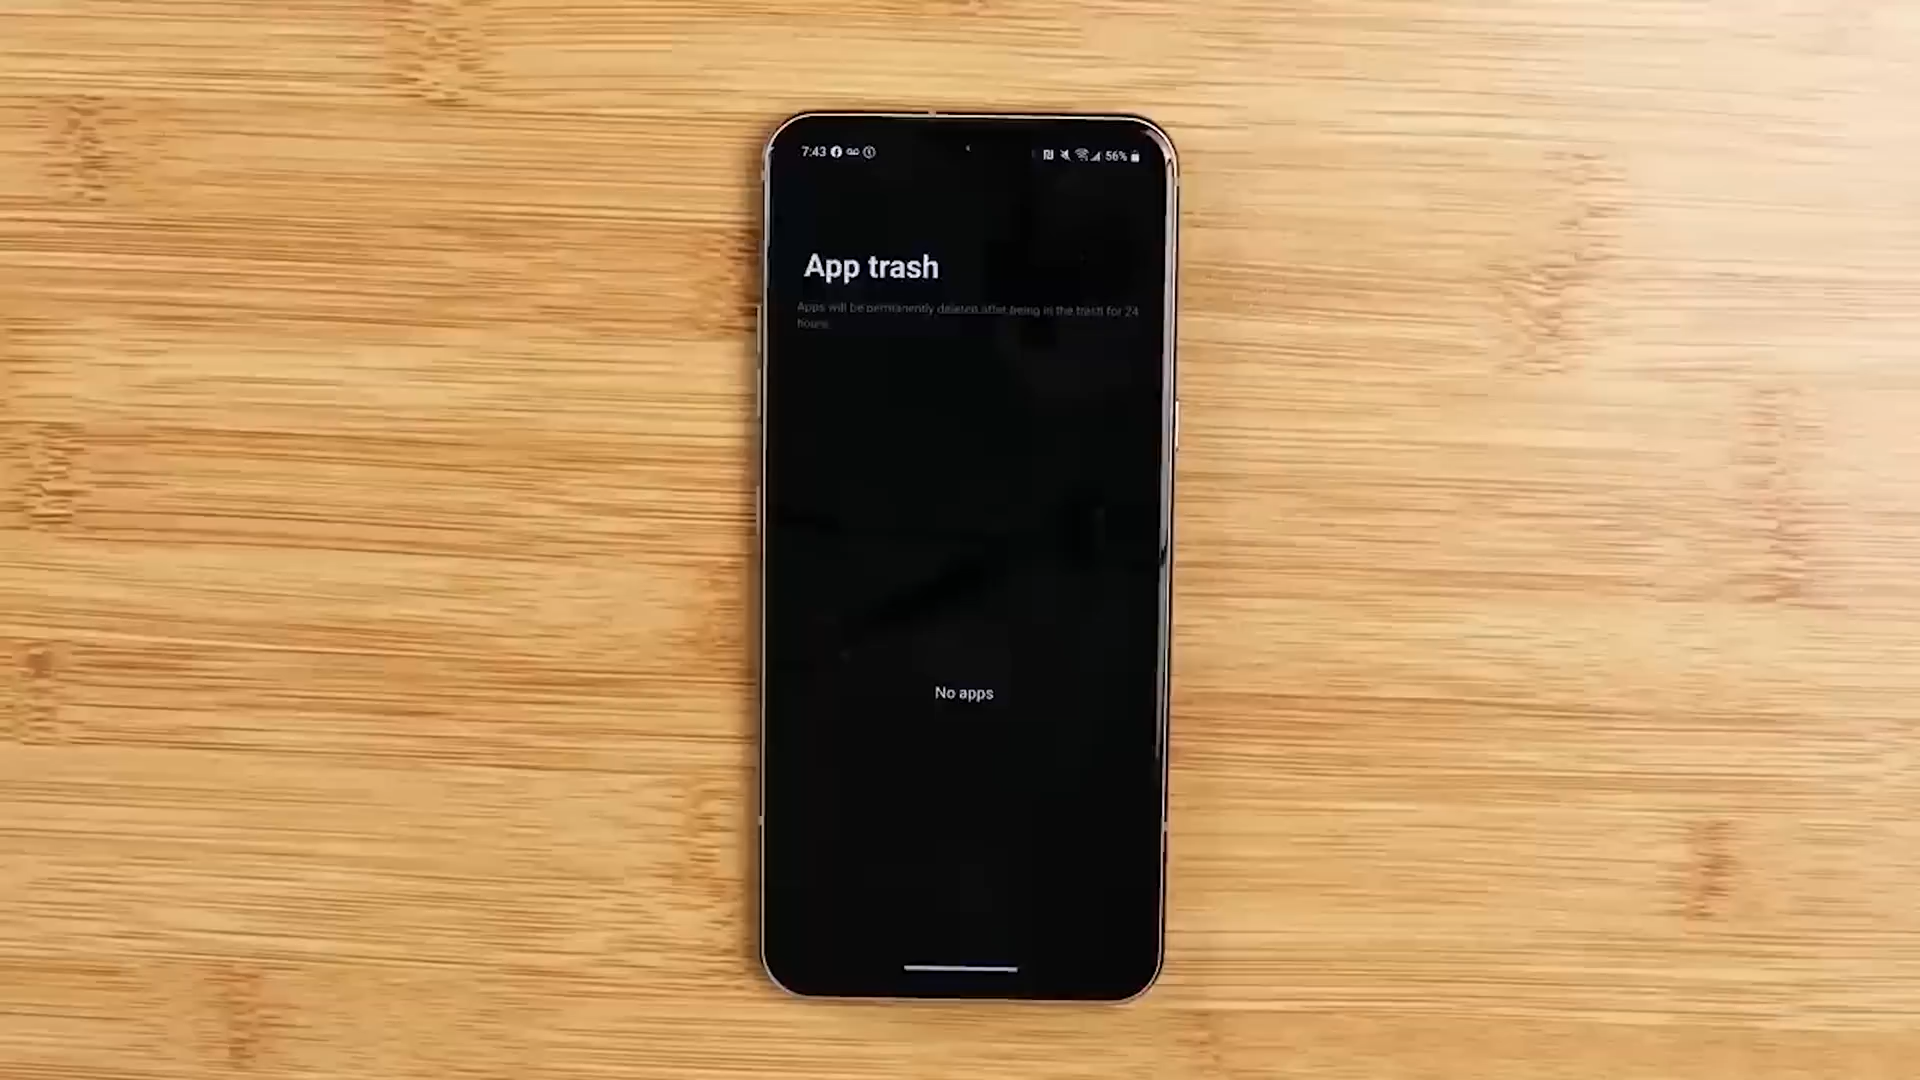 7:43
56%
App trash
Apps will be permanently deleted after being in the trash for 24
hours.
No apps